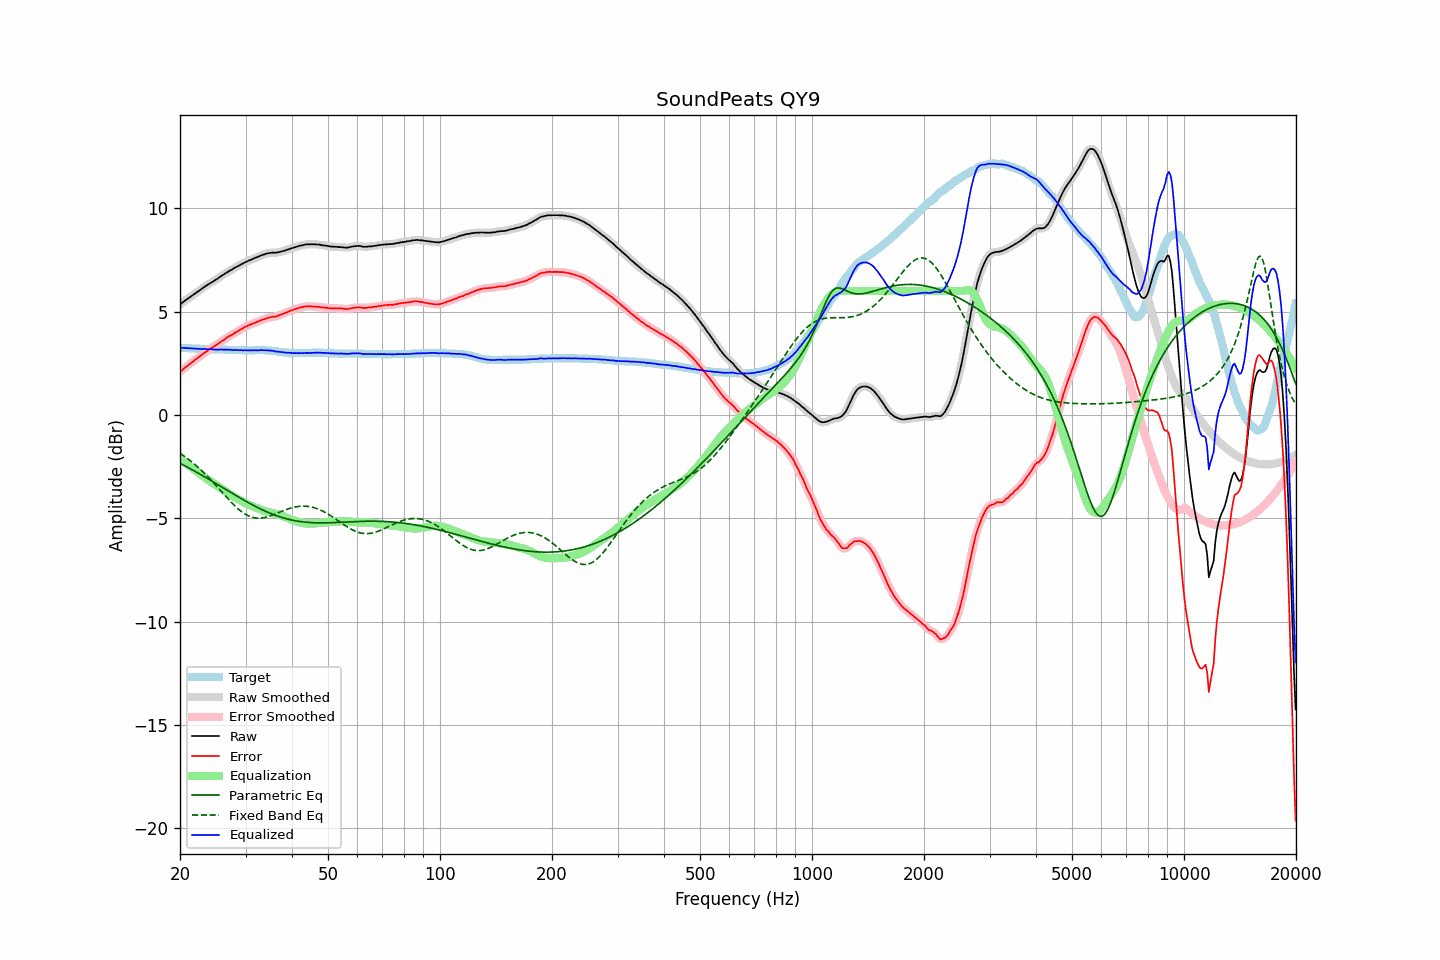 SoundPeats QY9
Amplitude (dBr)
10
5
0
−5
−10
−15
−20
Target
Raw Smoothed
Error Smoothed
Raw
Error
Equalization
Parametric Eq
Fixed Band Eq
Equalized
20 50 100 200 500 1000 2000 5000 10000 20000
Frequency (Hz)